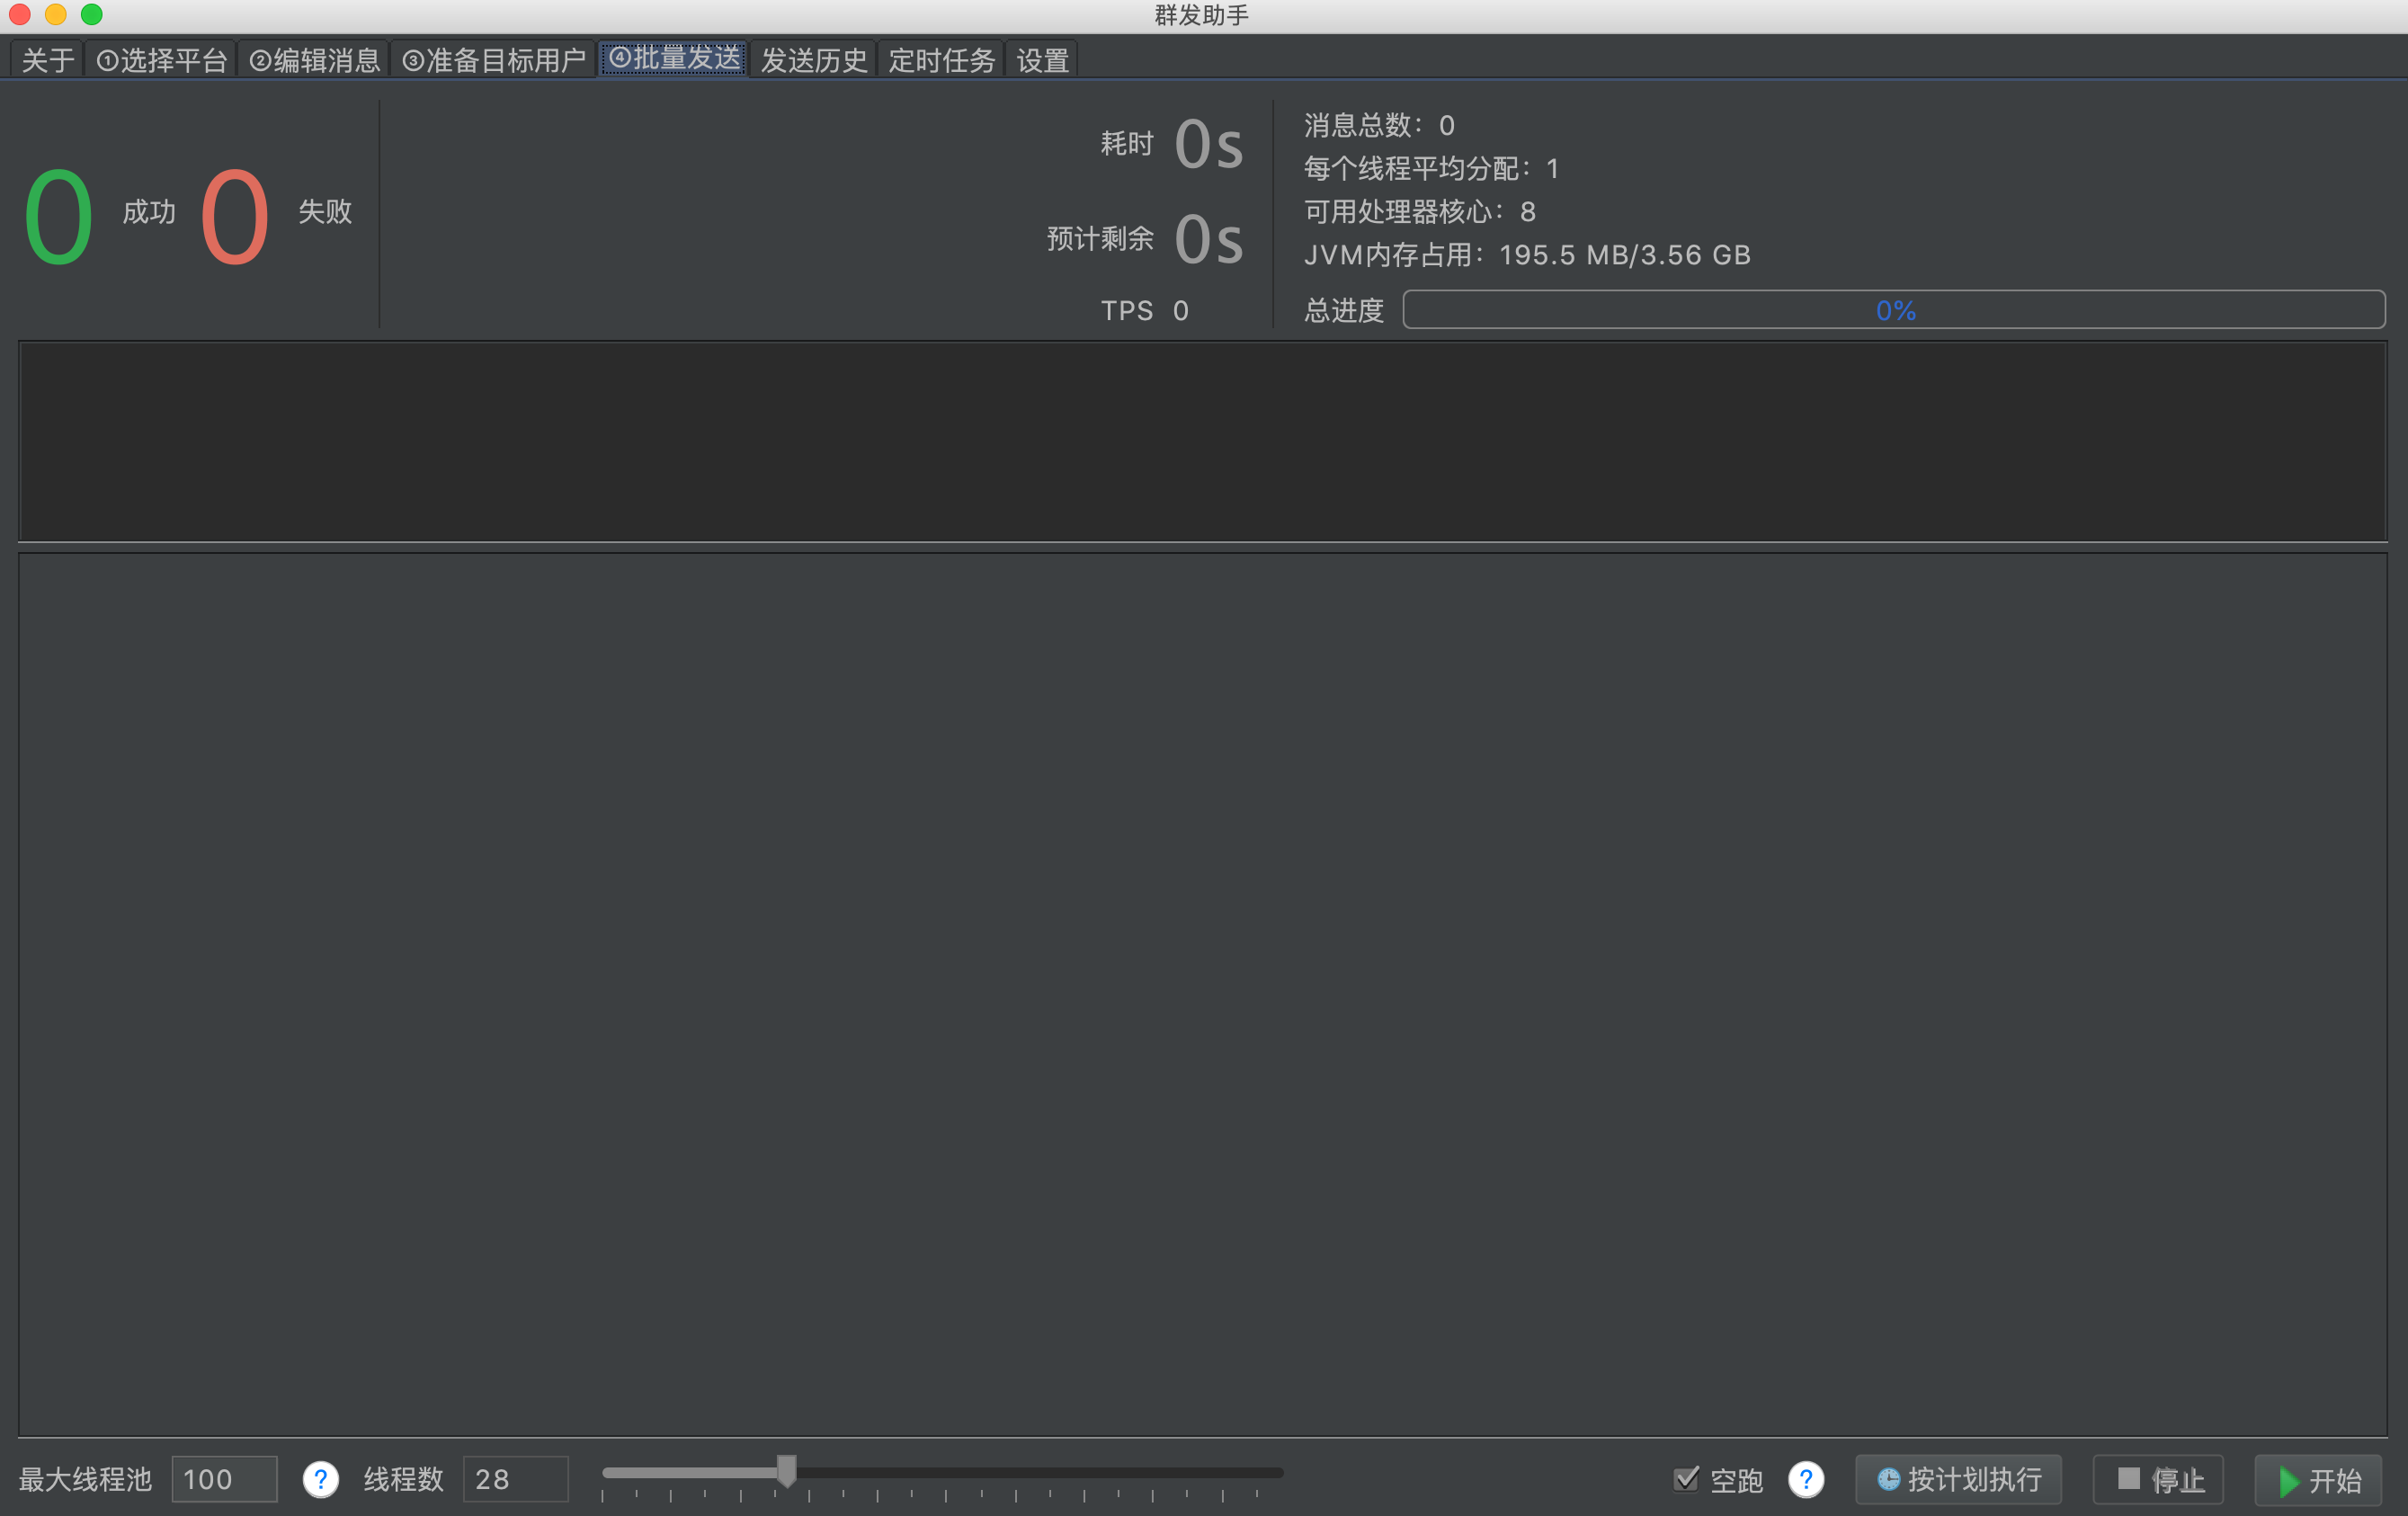 群发助手
关于 ①选择平台 ②编辑消息 ③准备目标用户 ④批量发送 发送历史 定时任务 设置
0 成功 0 失败
耗时 0s
预计剩余 0s
TPS 0
消息总数：0
每个线程平均分配：1
可用处理器核心：8
JVM内存占用：195.5 MB/3.56 GB
总进度 0%
最大线程池 100 ? 线程数 28 空跑 ? 按计划执行 停止 开始